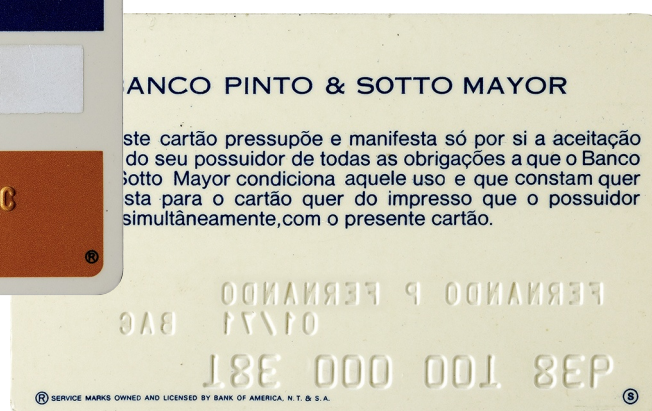 BANCO PINTO & SOTTO MAYOR
ste cartão pressupõe e manifesta só por si a aceitação
do seu possuidor de todas as obrigações a que o Banco
Sotto Mayor condiciona aquele uso e que constam quer
sta para o cartão quer do impresso que o possuidor
simultâneamente,com o presente cartão.
C
®
FERNANDO P FERNANDO
01/71 BAC
938 100 000 381
® SERVICE MARKS OWNED AND LICENSED BY BANK OF AMERICA, N.T. & S.A.
Ⓢ